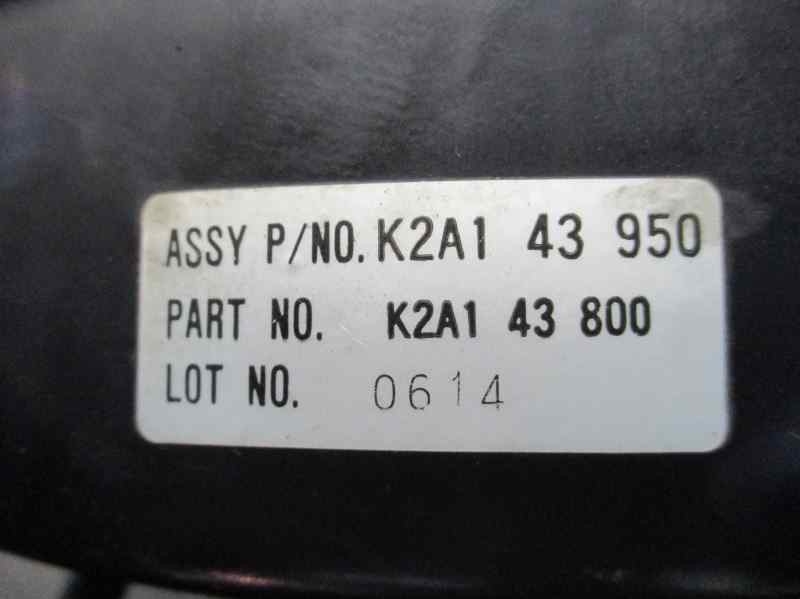 ASSY P/NO. K2A1 43 950
PART NO. K2A1 43 800
LOT NO. 0614